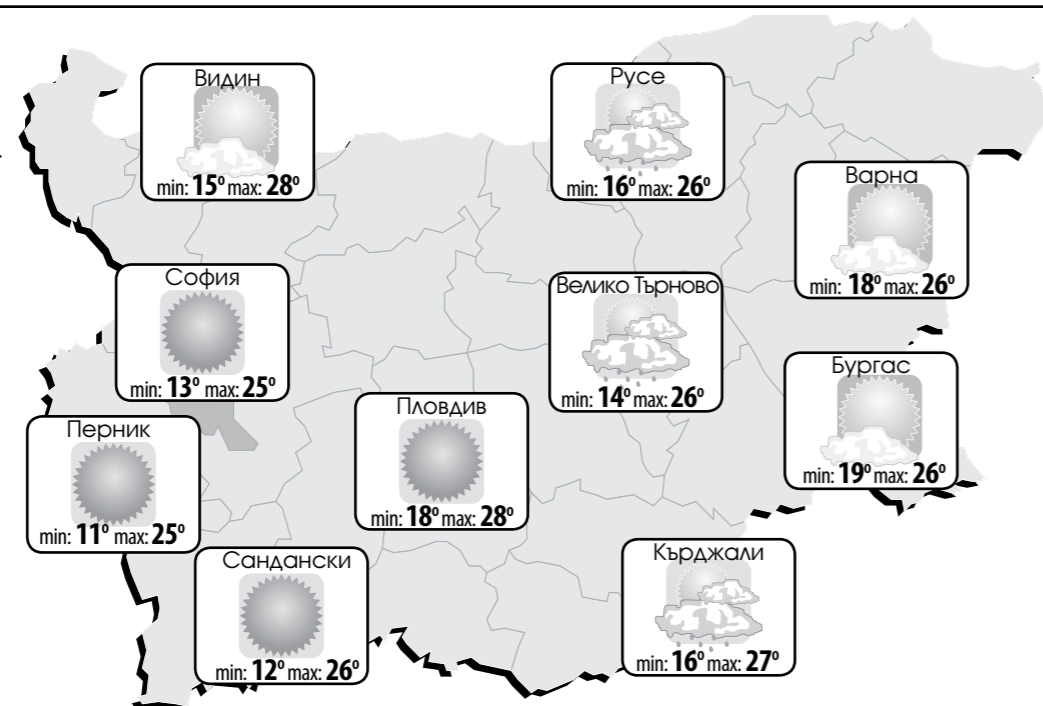 Видин
min: 15° max: 28°
Русе
min: 16° max: 26°
Варна
min: 18° max: 26°
София
min: 13° max: 25°
Велико Търново
min: 14° max: 26°
Бургас
min: 19° max: 26°
Пловдив
min: 18° max: 28°
Перник
min: 11° max: 25°
Кърджали
min: 16° max: 27°
Сандански
min: 12° max: 26°